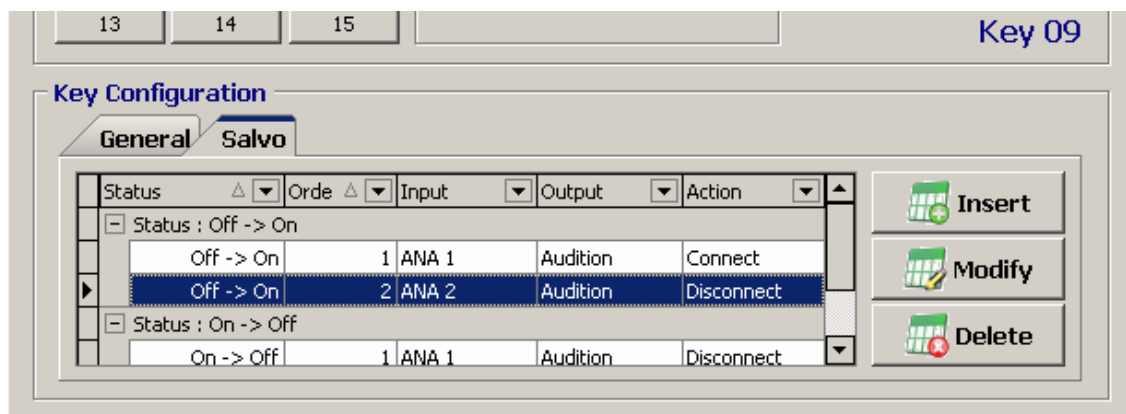 13 14 15
Key 09
Key Configuration
General Salvo
Status Orde Input Output Action
Status : Off -> On
Off -> On 1 ANA 1 Audition Connect
Off -> On 2 ANA 2 Audition Disconnect
Status : On -> Off
On -> Off 1 ANA 1 Audition Disconnect
Insert
Modify
Delete